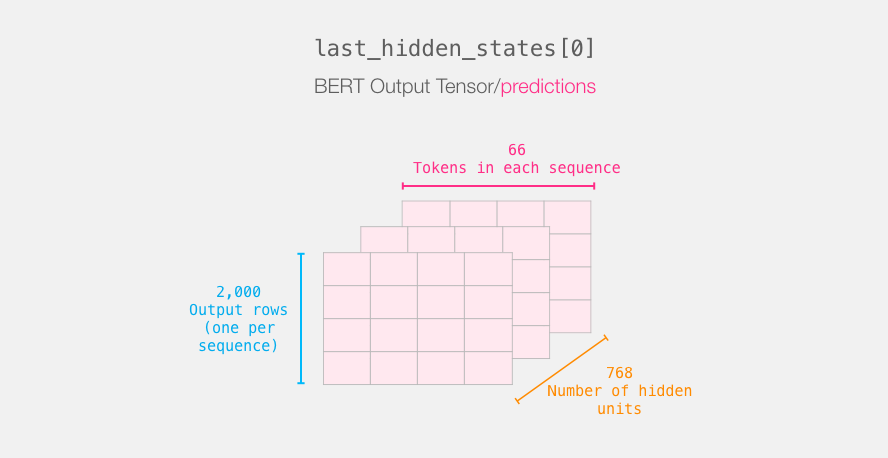 last_hidden_states[0]
BERT Output Tensor/predictions
66
Tokens in each sequence
2,000
Output rows
(one per
sequence)
768
Number of hidden
units